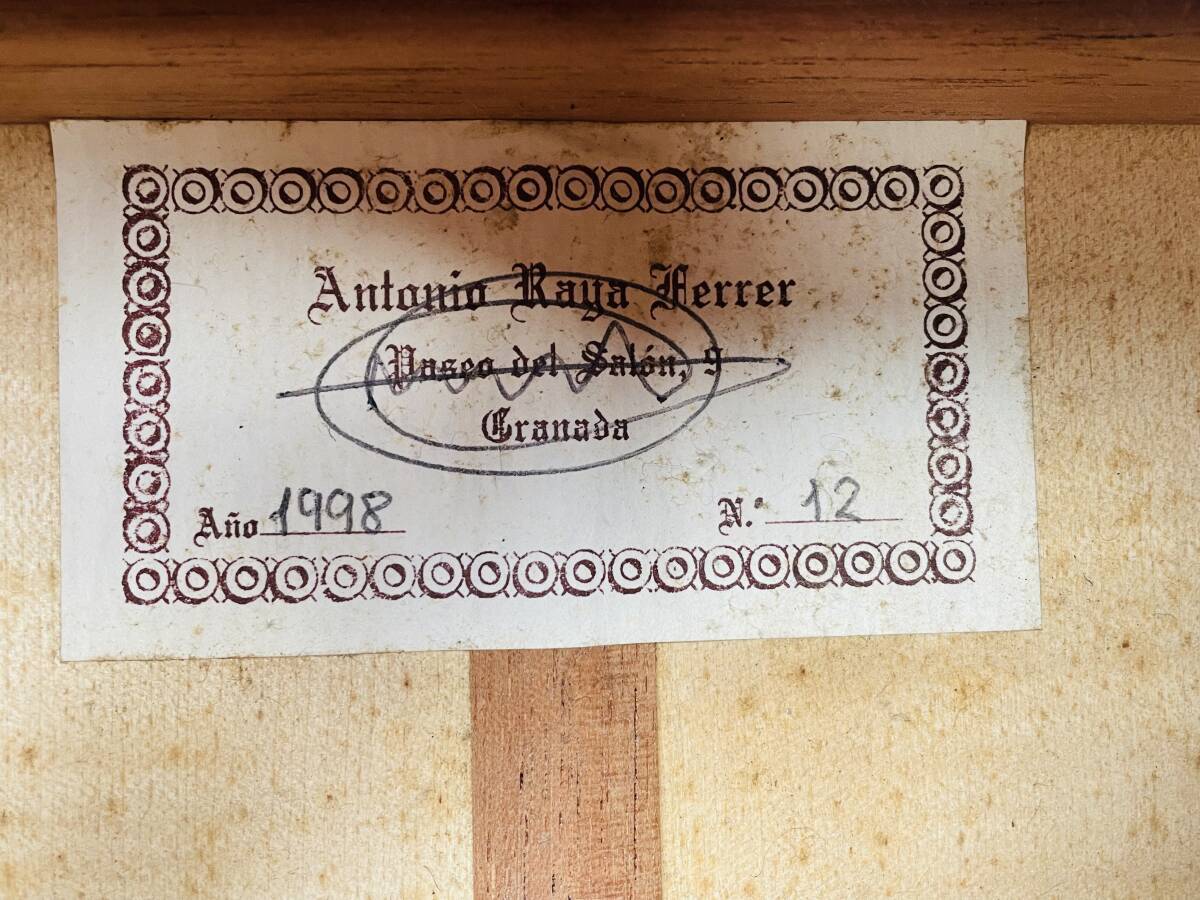 Antonio Raya Ferrer
Paseo del Salón, 9
Granada
Año 1998 N.º 12